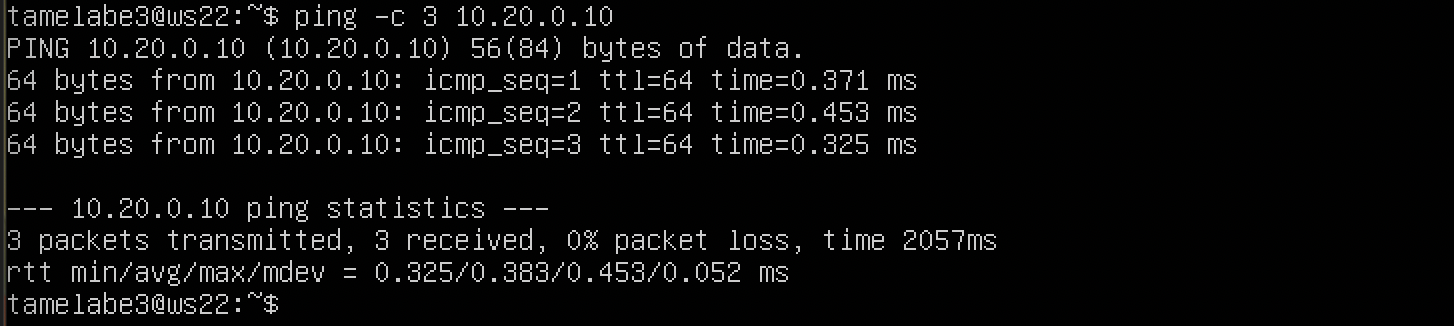 tamelabe3@ws22:~$ ping -c 3 10.20.0.10
PING 10.20.0.10 (10.20.0.10) 56(84) bytes of data.
64 bytes from 10.20.0.10: icmp_seq=1 ttl=64 time=0.371 ms
64 bytes from 10.20.0.10: icmp_seq=2 ttl=64 time=0.453 ms
64 bytes from 10.20.0.10: icmp_seq=3 ttl=64 time=0.325 ms
--- 10.20.0.10 ping statistics ---
3 packets transmitted, 3 received, 0% packet loss, time 2057ms
rtt min/avg/max/mdev = 0.325/0.383/0.453/0.052 ms
tamelabe3@ws22:~$